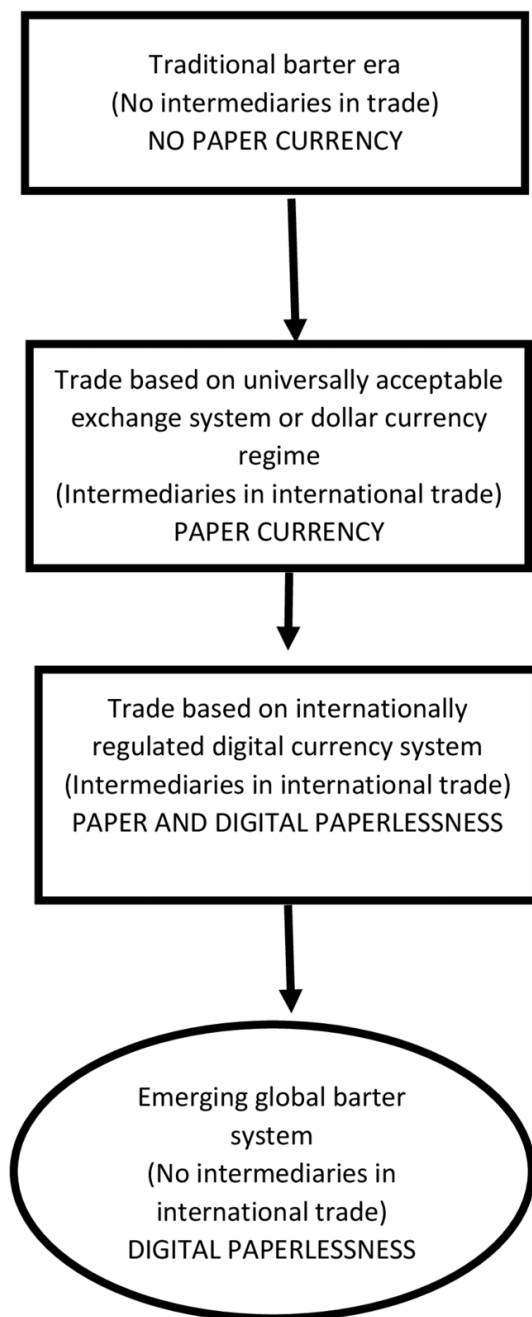 Traditional barter era
(No intermediaries in trade)
NO PAPER CURRENCY
Trade based on universally acceptable
exchange system or dollar currency
regime
(Intermediaries in international trade)
PAPER CURRENCY
Trade based on internationally
regulated digital currency system
(Intermediaries in international trade)
PAPER AND DIGITAL PAPERLESSNESS
Emerging global barter
system
(No intermediaries in
international trade)
DIGITAL PAPERLESSNESS